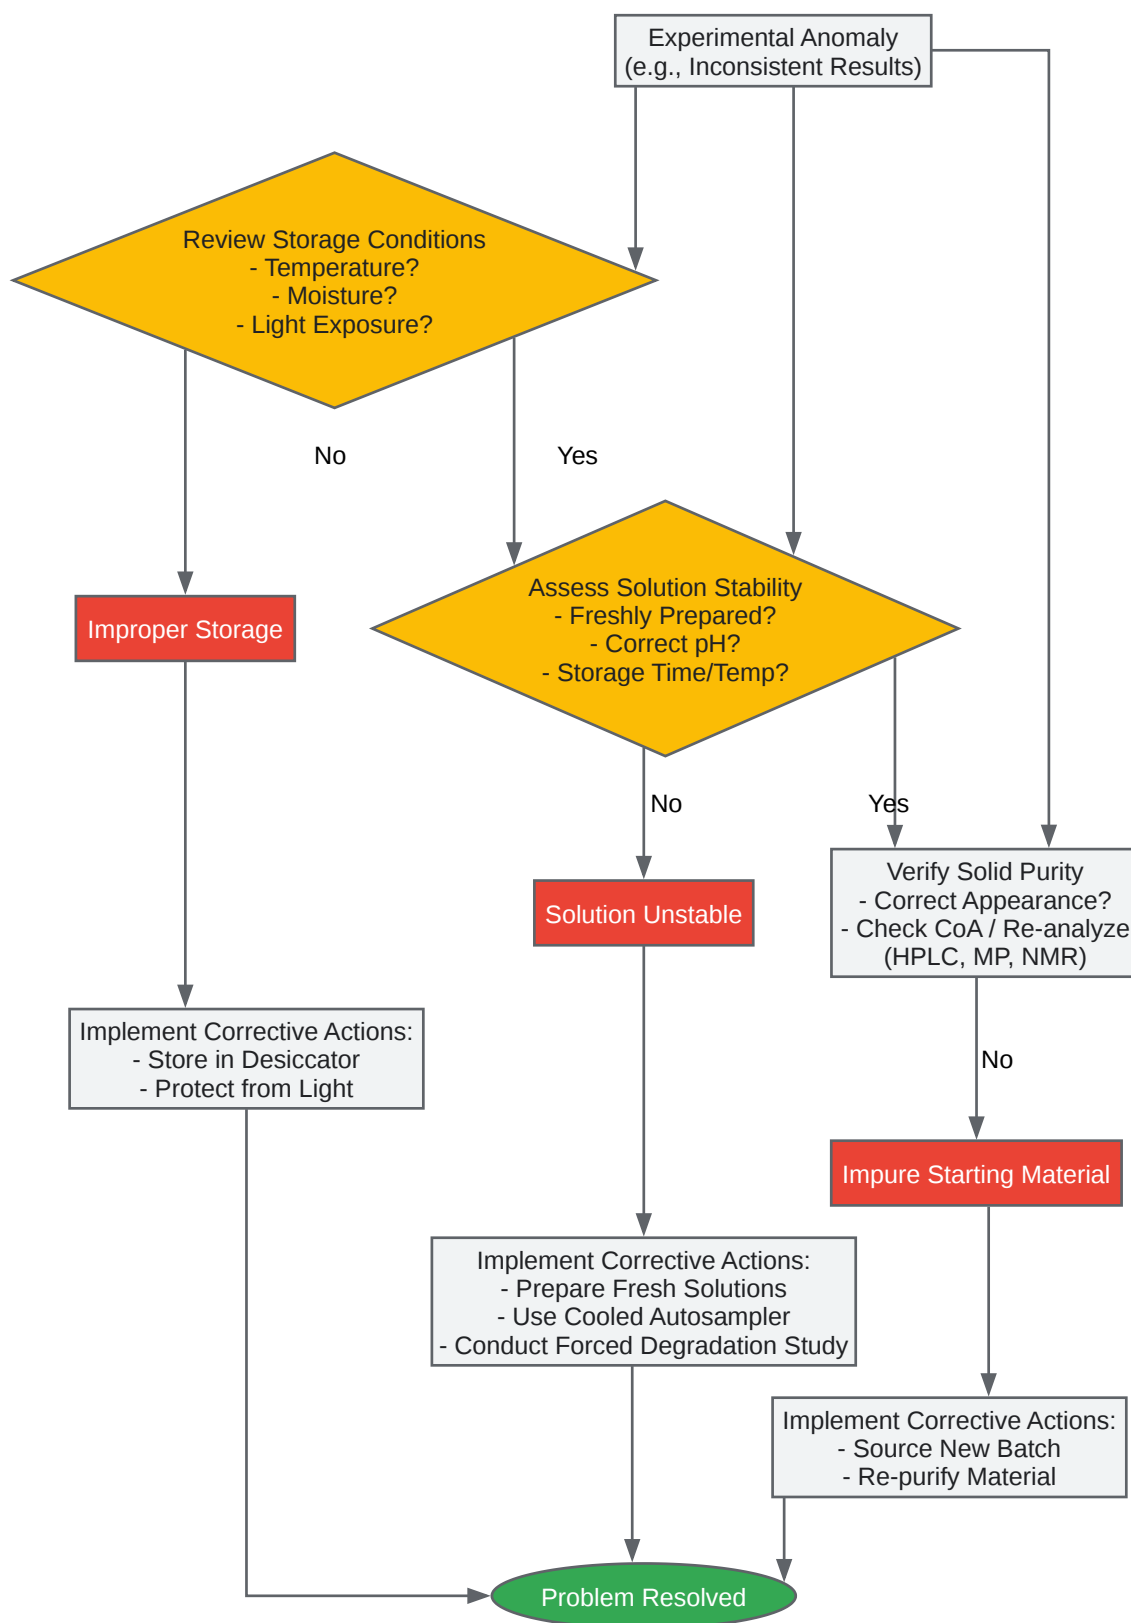 Experimental Anomaly
(e.g., Inconsistent Results)
Review Storage Conditions
- Temperature?
- Moisture?
- Light Exposure?
No
Yes
Assess Solution Stability
- Freshly Prepared?
- Correct pH?
- Storage Time/Temp?
Improper Storage
No
Yes
Verify Solid Purity
- Correct Appearance?
- Check CoA / Re-analyze
(HPLC, MP, NMR)
Solution Unstable
Implement Corrective Actions:
- Store in Desiccator
- Protect from Light
No
Impure Starting Material
Implement Corrective Actions:
- Prepare Fresh Solutions
- Use Cooled Autosampler
- Conduct Forced Degradation Study
Implement Corrective Actions:
- Source New Batch
- Re-purify Material
Problem Resolved